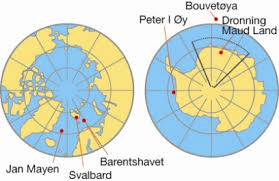 Bouvetøya
Peter I Øy
Dronning
Maud Land
Jan Mayen
Svalbard
Barentshavet